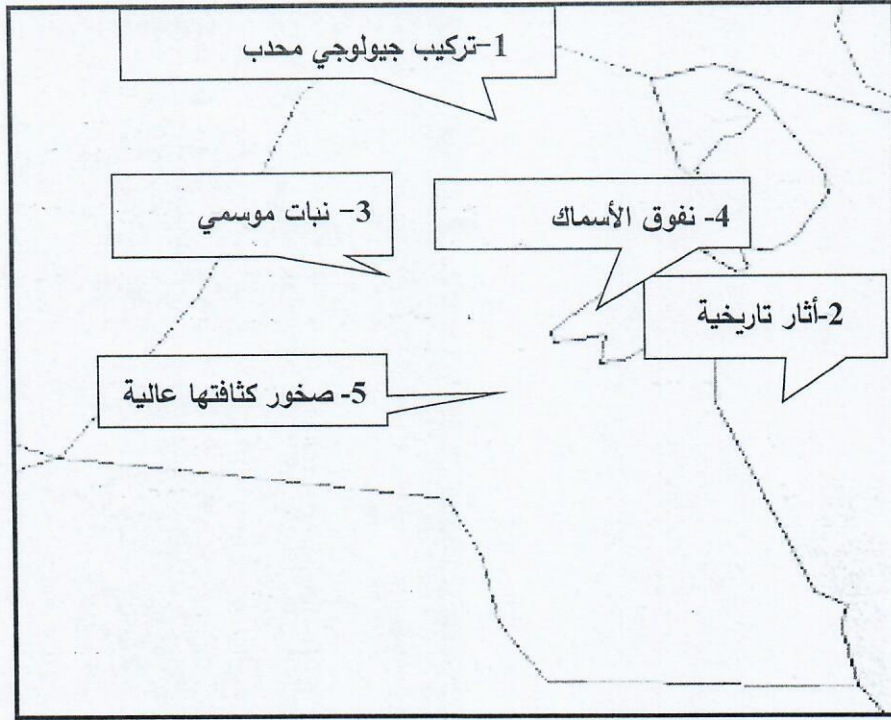 1-تركيب جيولوجي محدب
3- نبات موسمي
4- نفوق الأسماك
2-أثار تاريخية
5- صخور كثافتها عالية